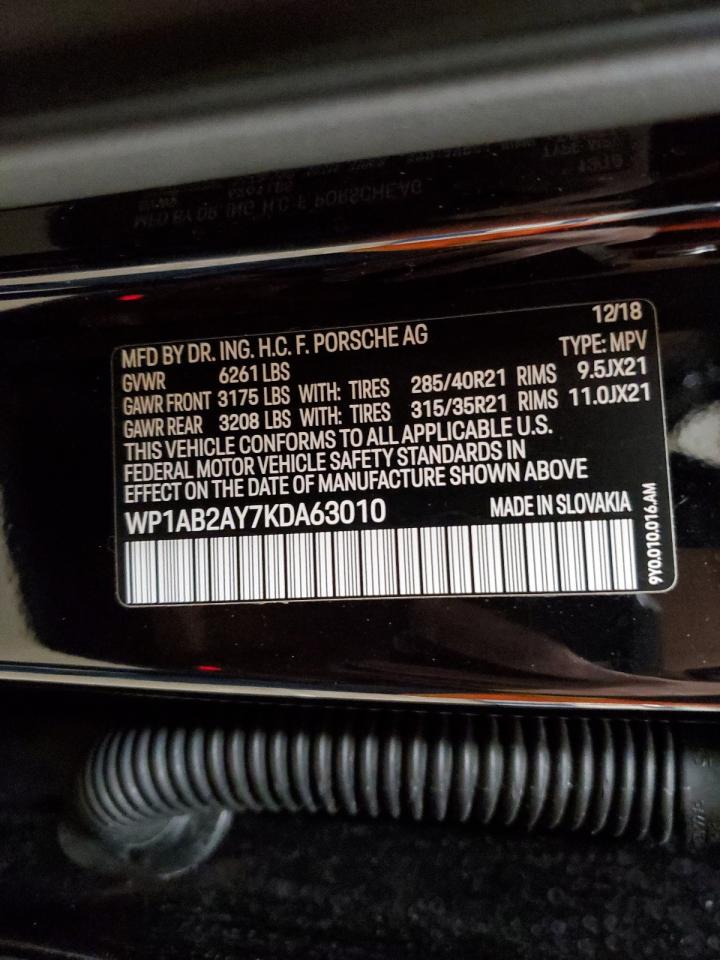 12/18
MFD BY DR. ING. H.C. F. PORSCHE AG TYPE: MPV
GVWR 6261 LBS
GAWR FRONT 3175 LBS WITH: TIRES 285/40R21 RIMS 9.5JX21
GAWR REAR 3208 LBS WITH: TIRES 315/35R21 RIMS 11.0JX21
THIS VEHICLE CONFORMS TO ALL APPLICABLE U.S.
FEDERAL MOTOR VEHICLE SAFETY STANDARDS IN
EFFECT ON THE DATE OF MANUFACTURE SHOWN ABOVE
WP1AB2AY7KDA63010 MADE IN SLOVAKIA
9Y0.010.016.AM